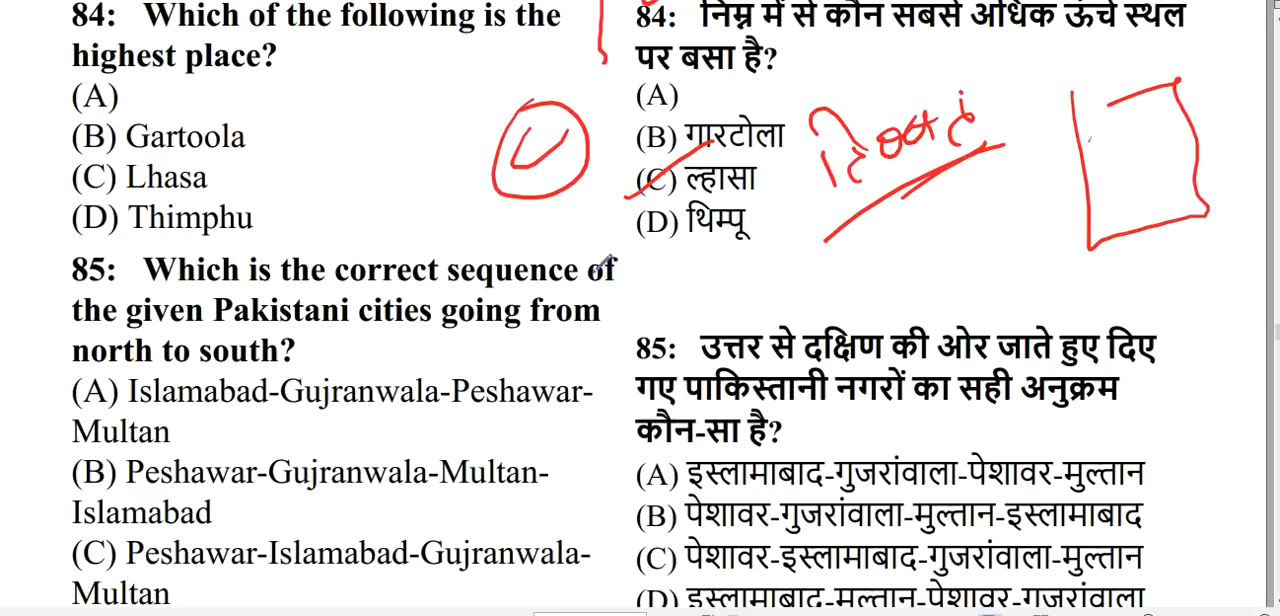 84: Which of the following is the
highest place?
(A)
(B) Gartoola
(C) Lhasa
(D) Thimphu
85: Which is the correct sequence of
the given Pakistani cities going from
north to south?
(A) Islamabad-Gujranwala-Peshawar-
Multan
(B) Peshawar-Gujranwala-Multan-
Islamabad
(C) Peshawar-Islamabad-Gujranwala-
Multan
84: निम्न में से कौन सबसे अधिक ऊंचे स्थल
पर बसा है?
(A)
(B) गारटोला
(C) ल्हासा
(D) थिम्पू
85: उत्तर से दक्षिण की ओर जाते हुए दिए
गए पाकिस्तानी नगरों का सही अनुक्रम
कौन-सा है?
(A) इस्लामाबाद-गुजरांवाला-पेशावर-मुल्तान
(B) पेशावर-गुजरांवाला-मुल्तान-इस्लामाबाद
(C) पेशावर-इस्लामाबाद-गुजरांवाला-मुल्तान
(D) इस्लामाबाद-मुल्तान-पेशावर-गुजरांवाला